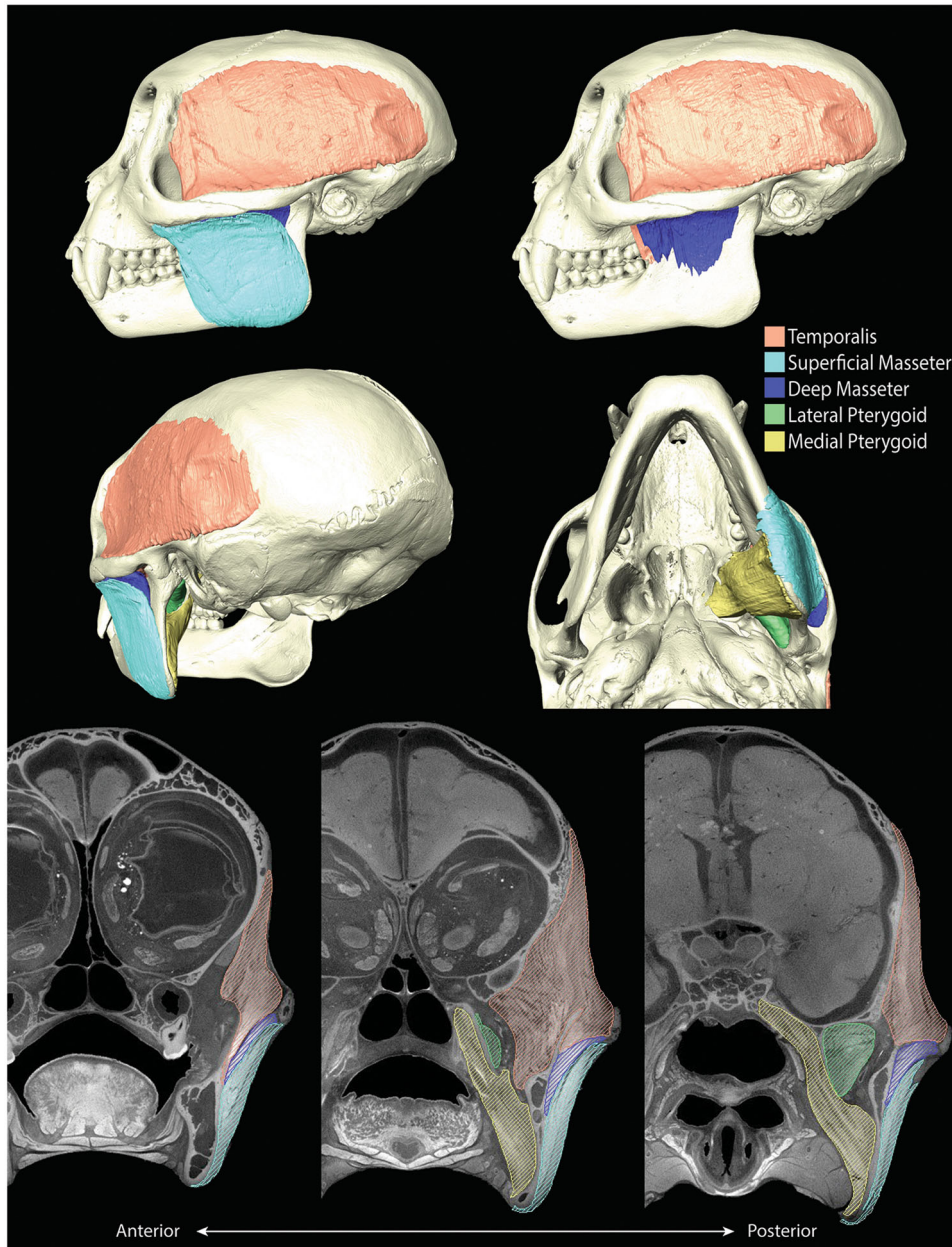 Temporalis
Superficial Masseter
Deep Masseter
Lateral Pterygoid
Medial Pterygoid
Anterior
Posterior